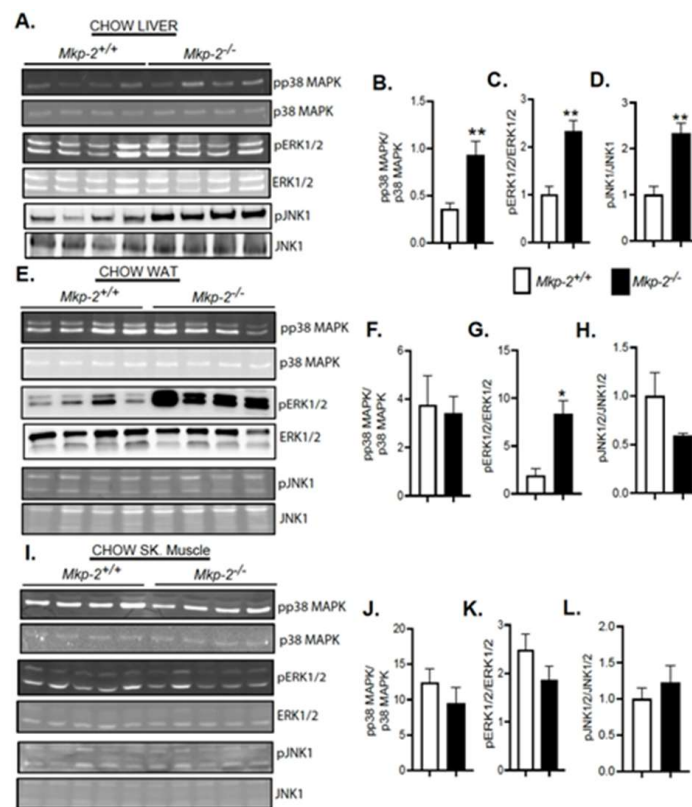 A.
CHOW LIVER
Mkp-2+/+ Mkp-2-/-
pp38 MAPK
p38 MAPK
pERK1/2
ERK1/2
pJNK1
JNK1
B.
pp38 MAPK/
p38 MAPK
1.5
1.0
0.5
0.0
**
C.
pERK1/2/ERK1/2
3
2
1
0
**
D.
pJNK1/JNK1
3
2
1
0
**
Mkp-2+/+ Mkp-2-/-
E.
CHOW WAT
Mkp-2+/+ Mkp-2-/-
pp38 MAPK
p38 MAPK
pERK1/2
ERK1/2
pJNK1
JNK1
F.
pp38 MAPK/
p38 MAPK
6
4
2
0
G.
pERK1/2/ERK1/2
15
10
5
0
*
H.
pJNK1/2/JNK1/2
1.5
1.0
0.5
0.0
I.
CHOW SK. Muscle
Mkp-2+/+ Mkp-2-/-
pp38 MAPK
p38 MAPK
pERK1/2
ERK1/2
pJNK1
JNK1
J.
pp38 MAPK/
p38 MAPK
20
15
10
5
0
K.
pERK1/2/ERK1/2
3
2
1
0
L.
pJNK1/2/JNK1/2
2.0
1.5
1.0
0.5
0.0